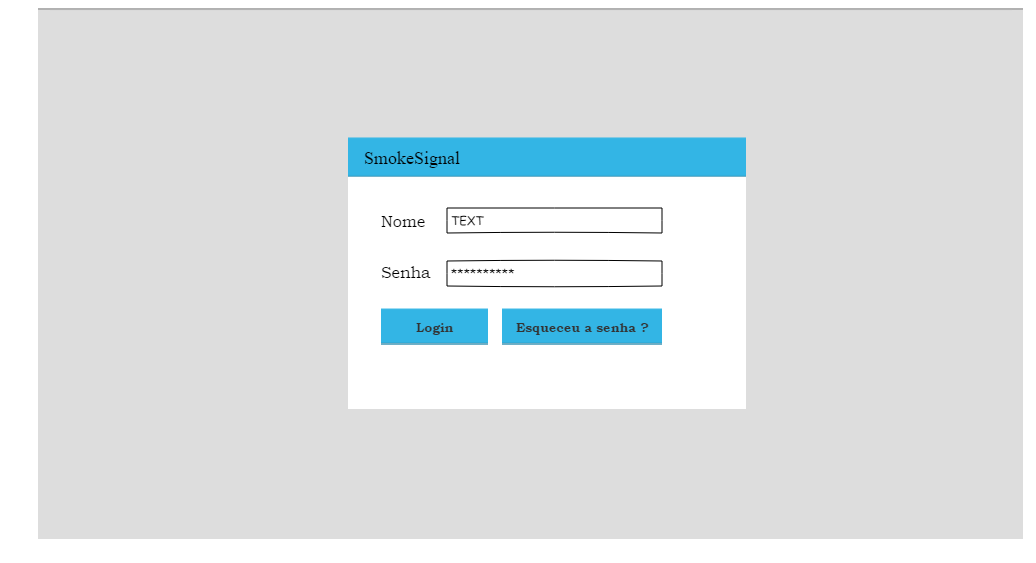 SmokeSignal
Nome TEXT
Senha **********
Login Esqueceu a senha ?